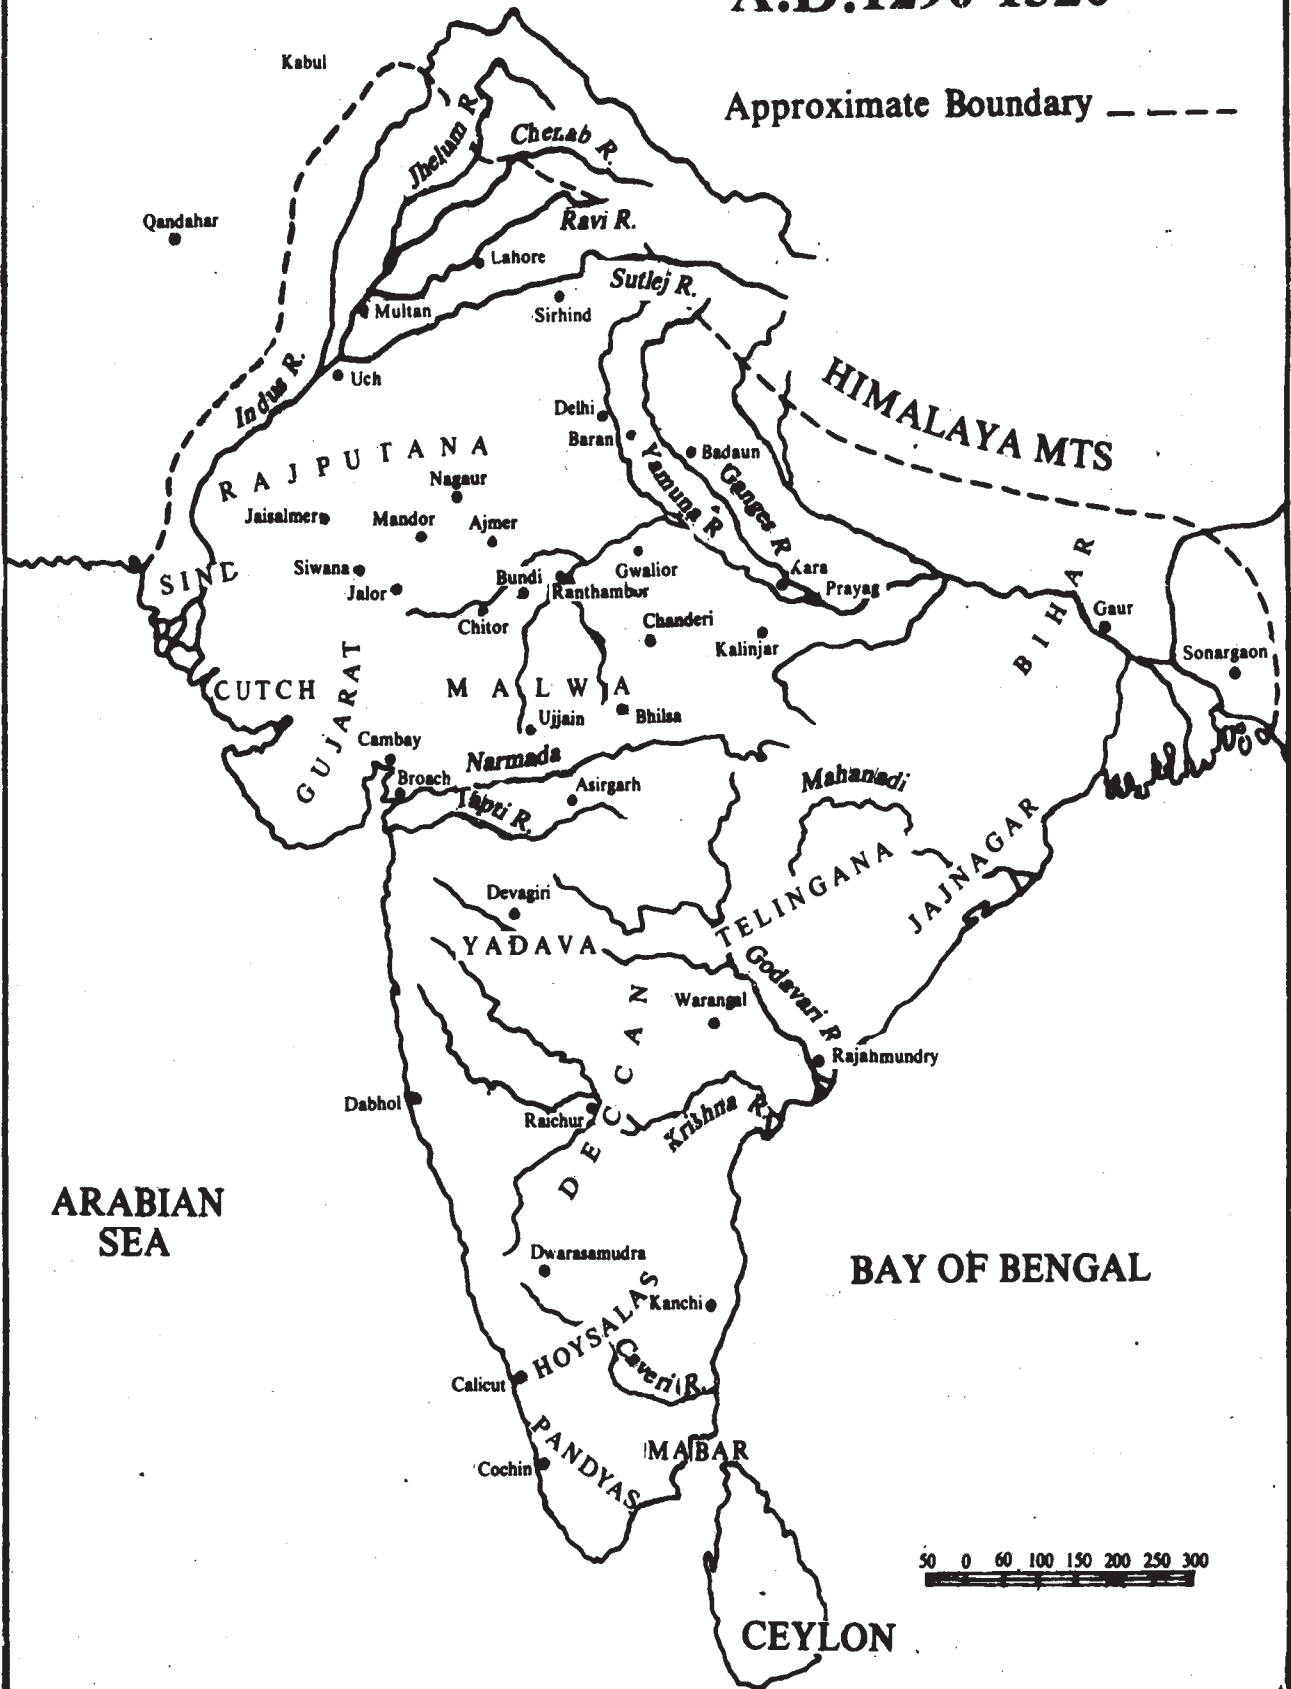 A.D.1290-1320
Kabul
Approximate Boundary
Jhelum R.
Chenab R.
Qandahar
Ravi R.
Lahore
Sutlej R.
Multan
Sirhind
Indus R.
Uch
HIMALAYA MTS
Delhi
Baran
Badaun
RAJPUTANA
Nagaur
Yamuna R
Ganges R
Jaisalmer
Mandor
Ajmer
BIHAR
SIND
Siwana
Jalor
Bundi
Ranthambur
Gwalior
Kara
Prayag
Chitor
Chanderi
Kalinjar
Gaur
Sonargaon
CUTCH
GUJARAT
MALWA
Ujjain
Bhilsa
Cambay
Narmada
Broach
Tapti R.
Asirgarh
Mahanadi
TELINGANA
JAJNAGAR
Devagiri
YADAVA
Godavari R
Warangal
DECCAN
Rajahmundry
Dabhol
Raichur
Krishna R.
ARABIAN
SEA
Dwarasamudra
BAY OF BENGAL
Kanchi
HOYSALAS
Calicut
Caveri R.
PANDYAS
MABAR
Cochin
50 0 60 100 150 200 250 300
CEYLON